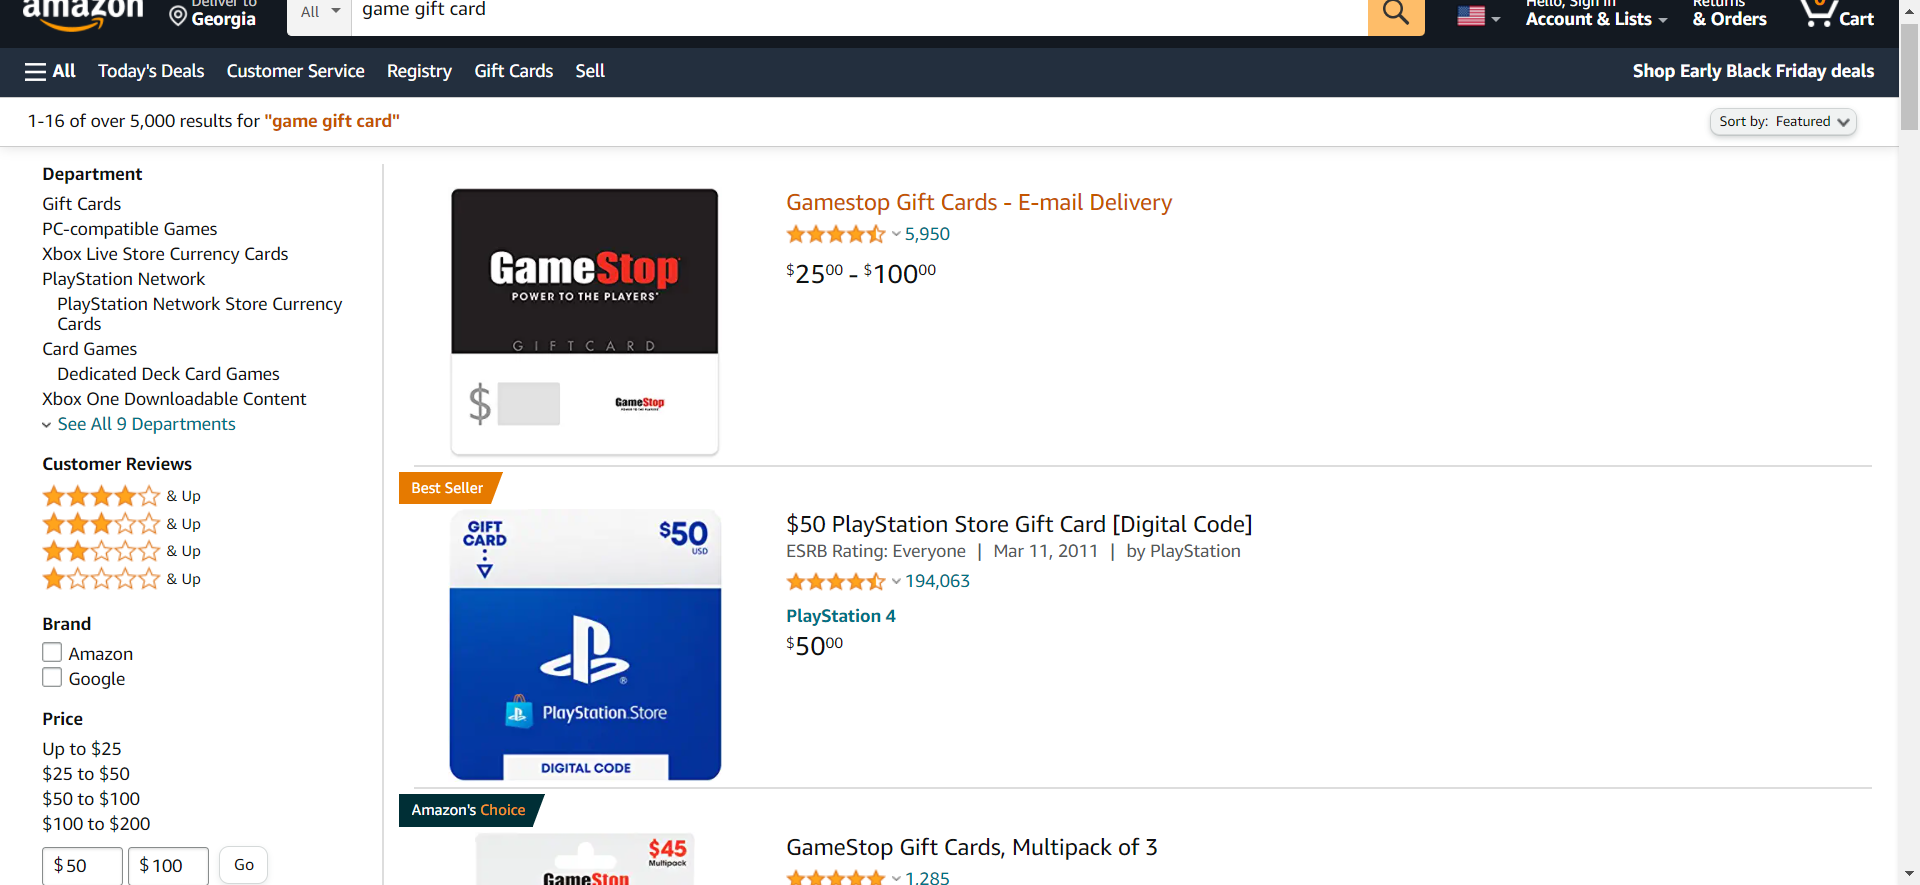 amazon
Deliver to
Georgia
All
game gift card
Hello, Sign in
Account & Lists
Returns
& Orders
0
Cart
All
Today's Deals
Customer Service
Registry
Gift Cards
Sell
Shop Early Black Friday deals
1-16 of over 5,000 results for "game gift card"
Sort by: Featured
Department
Gift Cards
PC-compatible Games
Xbox Live Store Currency Cards
PlayStation Network
PlayStation Network Store Currency
Cards
Card Games
Dedicated Deck Card Games
Xbox One Downloadable Content
See All 9 Departments
Customer Reviews
& Up
& Up
& Up
& Up
Brand
Amazon
Google
Price
Up to $25
$25 to $50
$50 to $100
$100 to $200
$50
$100
Go
GameStop
POWER TO THE PLAYERS
GIFTCARD
$
GameStop
POWER TO THE PLAYERS
Gamestop Gift Cards - E-mail Delivery
5,950
$2500 - $10000
Best Seller
GIFT
CARD
$50
USD
PlayStation Store
DIGITAL CODE
$50 PlayStation Store Gift Card [Digital Code]
ESRB Rating: Everyone | Mar 11, 2011 | by PlayStation
194,063
PlayStation 4
$5000
Amazon's Choice
$45
Multipack
GameStop
GameStop Gift Cards, Multipack of 3
1,285